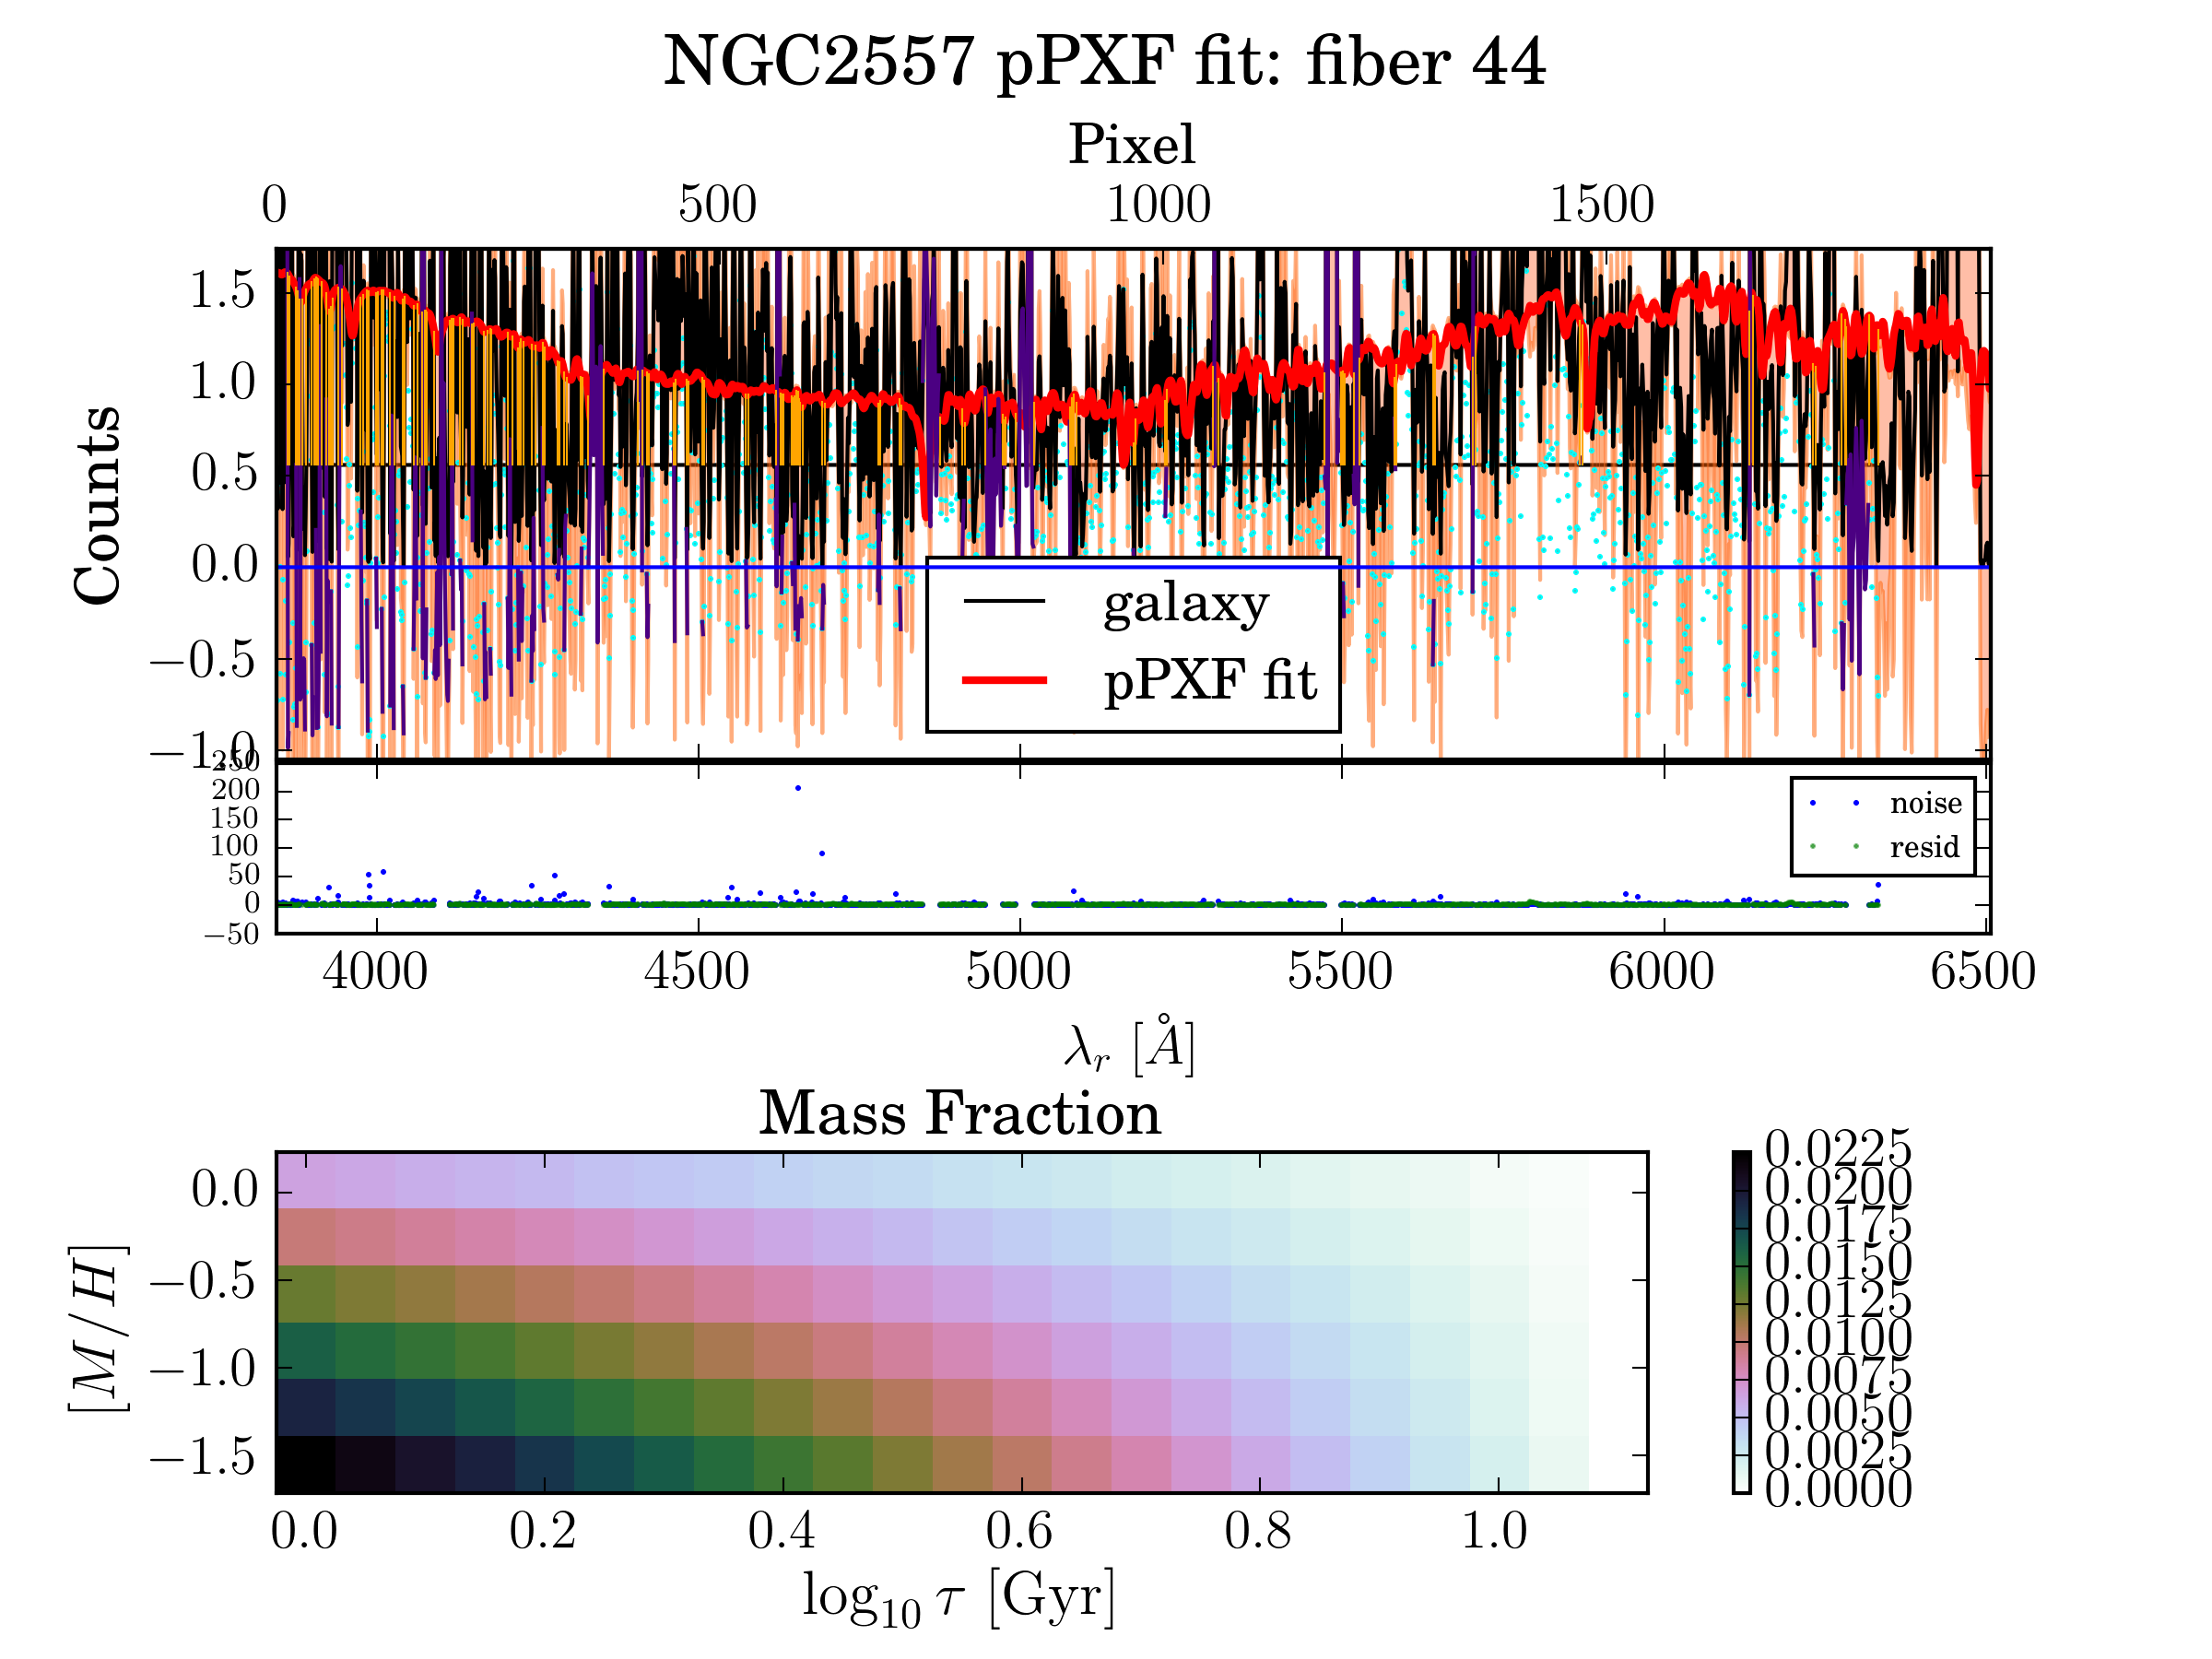 NGC2557 pPXF fit: fiber 44
Pixel
0 500 1000 1500
Counts
1.5
1.0
0.5
0.0
−0.5
−1.0
galaxy
pPXF fit
250
200
150
100
50
0
−50
noise
resid
4000 4500 5000 5500 6000 6500
λr [Å]
Mass Fraction
[M/H]
0.0
−0.5
−1.0
−1.5
0.0 0.2 0.4 0.6 0.8 1.0
log10 τ [Gyr]
0.0225
0.0200
0.0175
0.0150
0.0125
0.0100
0.0075
0.0050
0.0025
0.0000